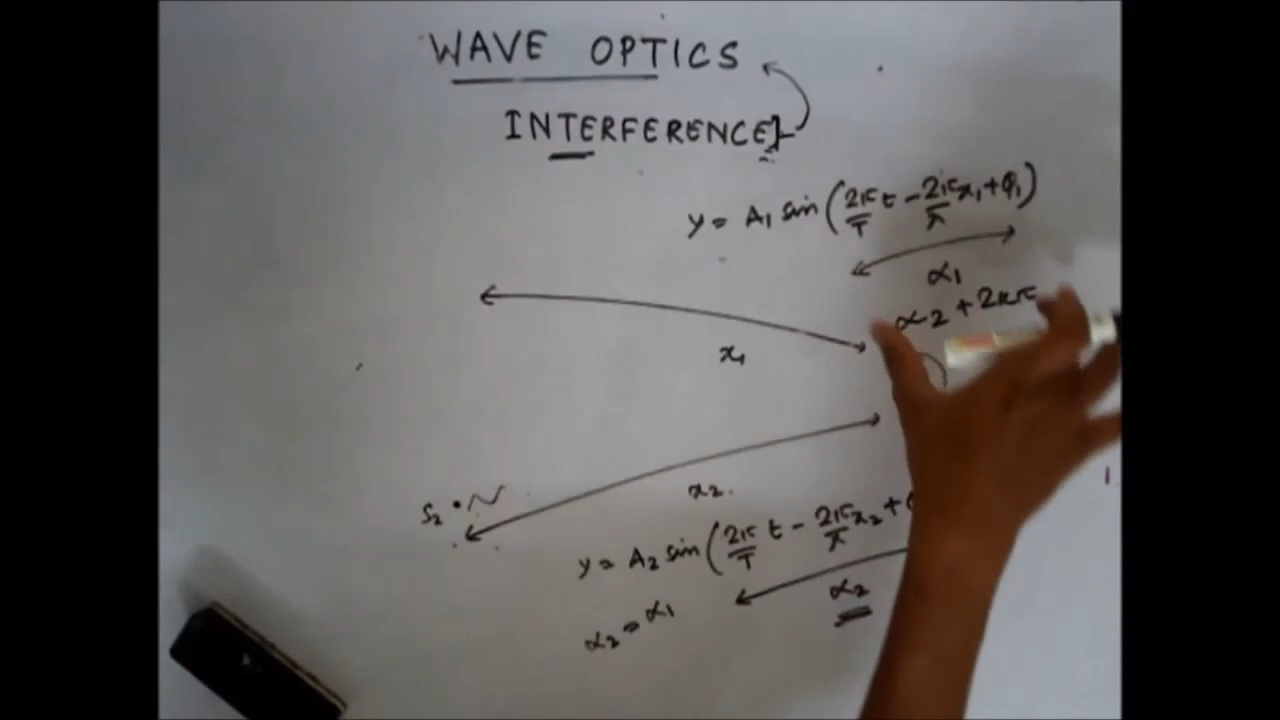 WAVE OPTICS
INTERFERENCE}
y = A₁ sin (2π/T t - 2π/λ x₁ + φ₁)
α₁
α₂ + 2nπ
x₁
x₂
S₂
y = A₂ sin (2π/T t - 2π/λ x₂ +
α₂
α₂ = α₁